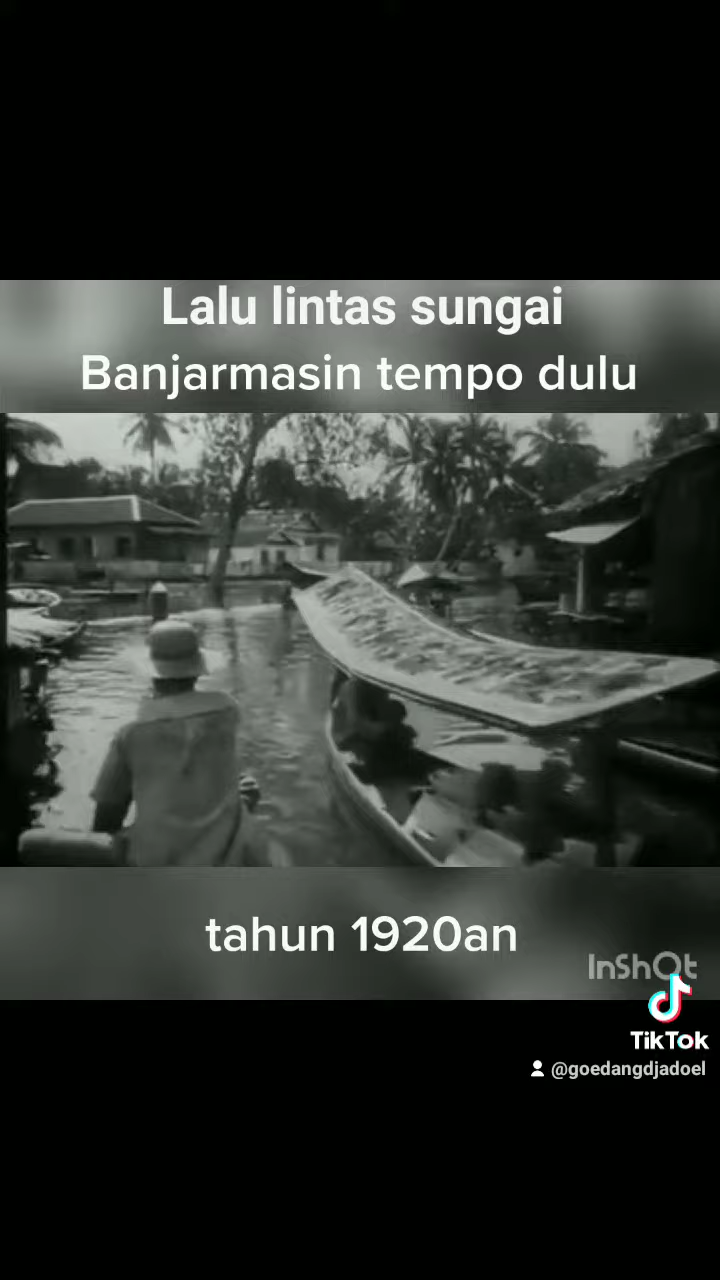 Lalu lintas sungai
Banjarmasin tempo dulu
tahun 1920an
InShOt
TikTok
@goedangdjadoel